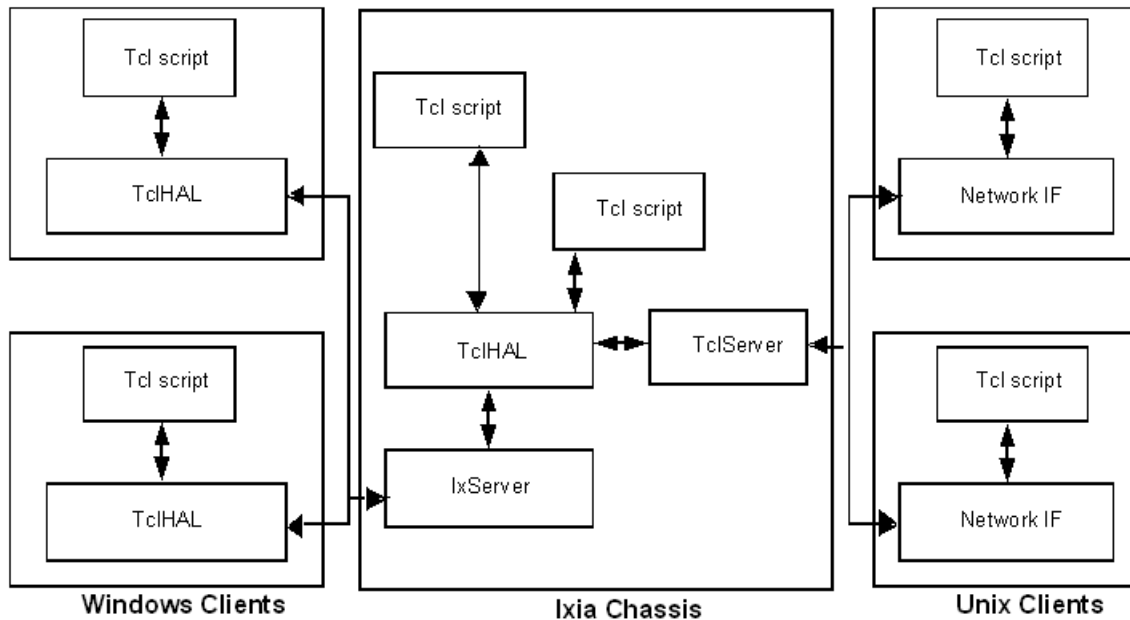 Tcl script
TclHAL
Tcl script
TclHAL
Windows Clients
Tcl script
Tcl script
TclHAL
TclServer
IxServer
Ixia Chassis
Tcl script
Network IF
Tcl script
Network IF
Unix Clients